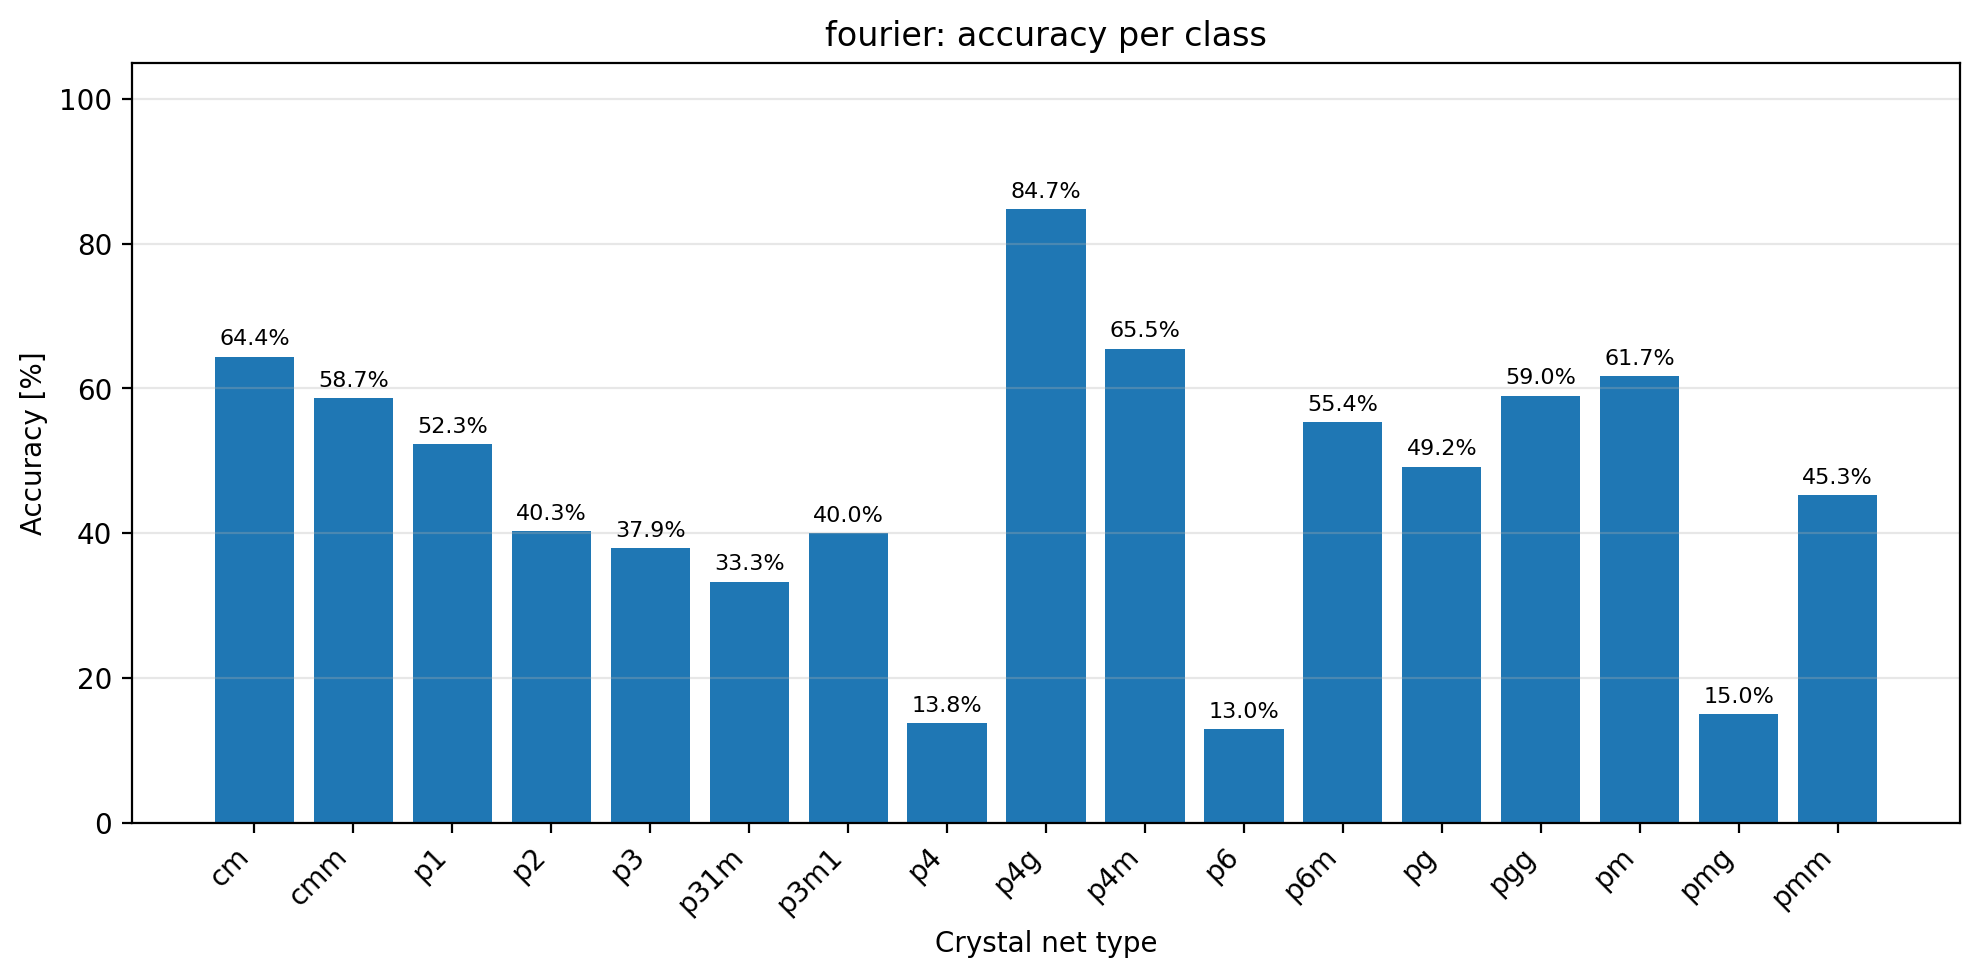 fourier: accuracy per class
Accuracy [%]
100
80
60
40
20
0
64.4%
58.7%
52.3%
40.3%
37.9%
33.3%
40.0%
13.8%
84.7%
65.5%
13.0%
55.4%
49.2%
59.0%
61.7%
15.0%
45.3%
cm
cmm
p1
p2
p3
p31m
p3m1
p4
p4g
p4m
p6
p6m
pg
pgg
pm
pmg
pmm
Crystal net type